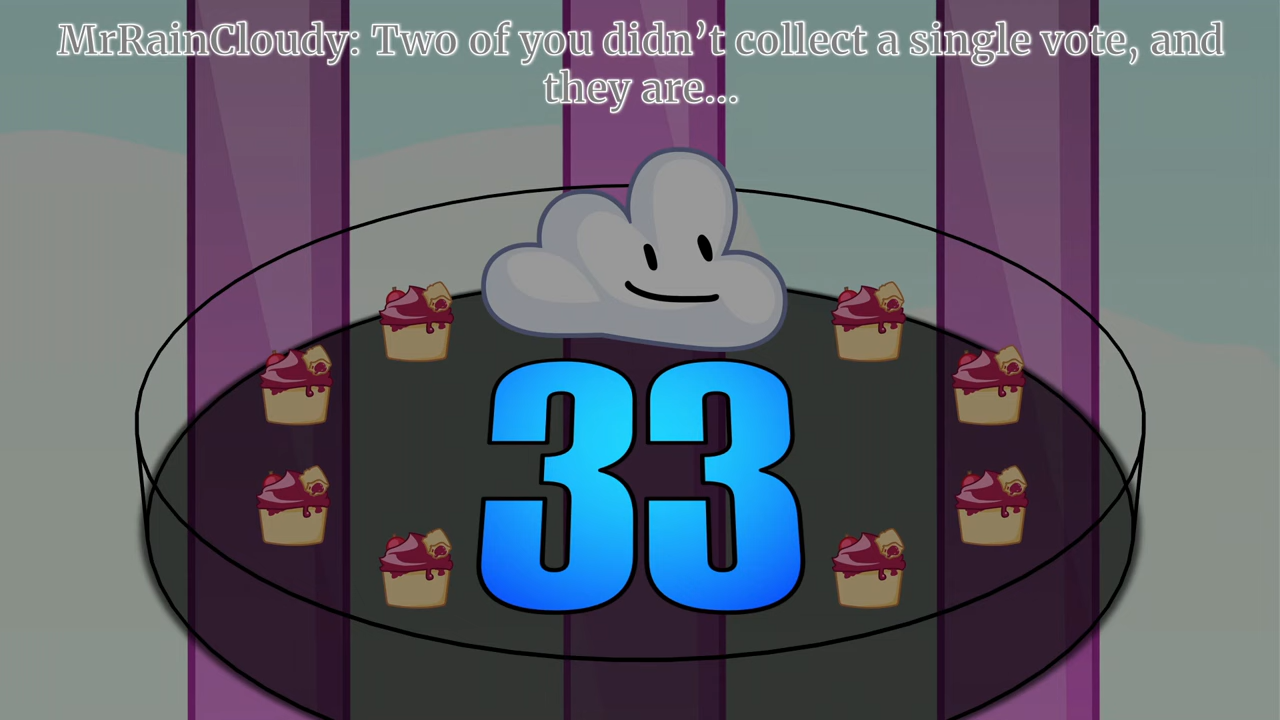 MrRainCloudy: Two of you didn’t collect a single vote, and
they are...
33